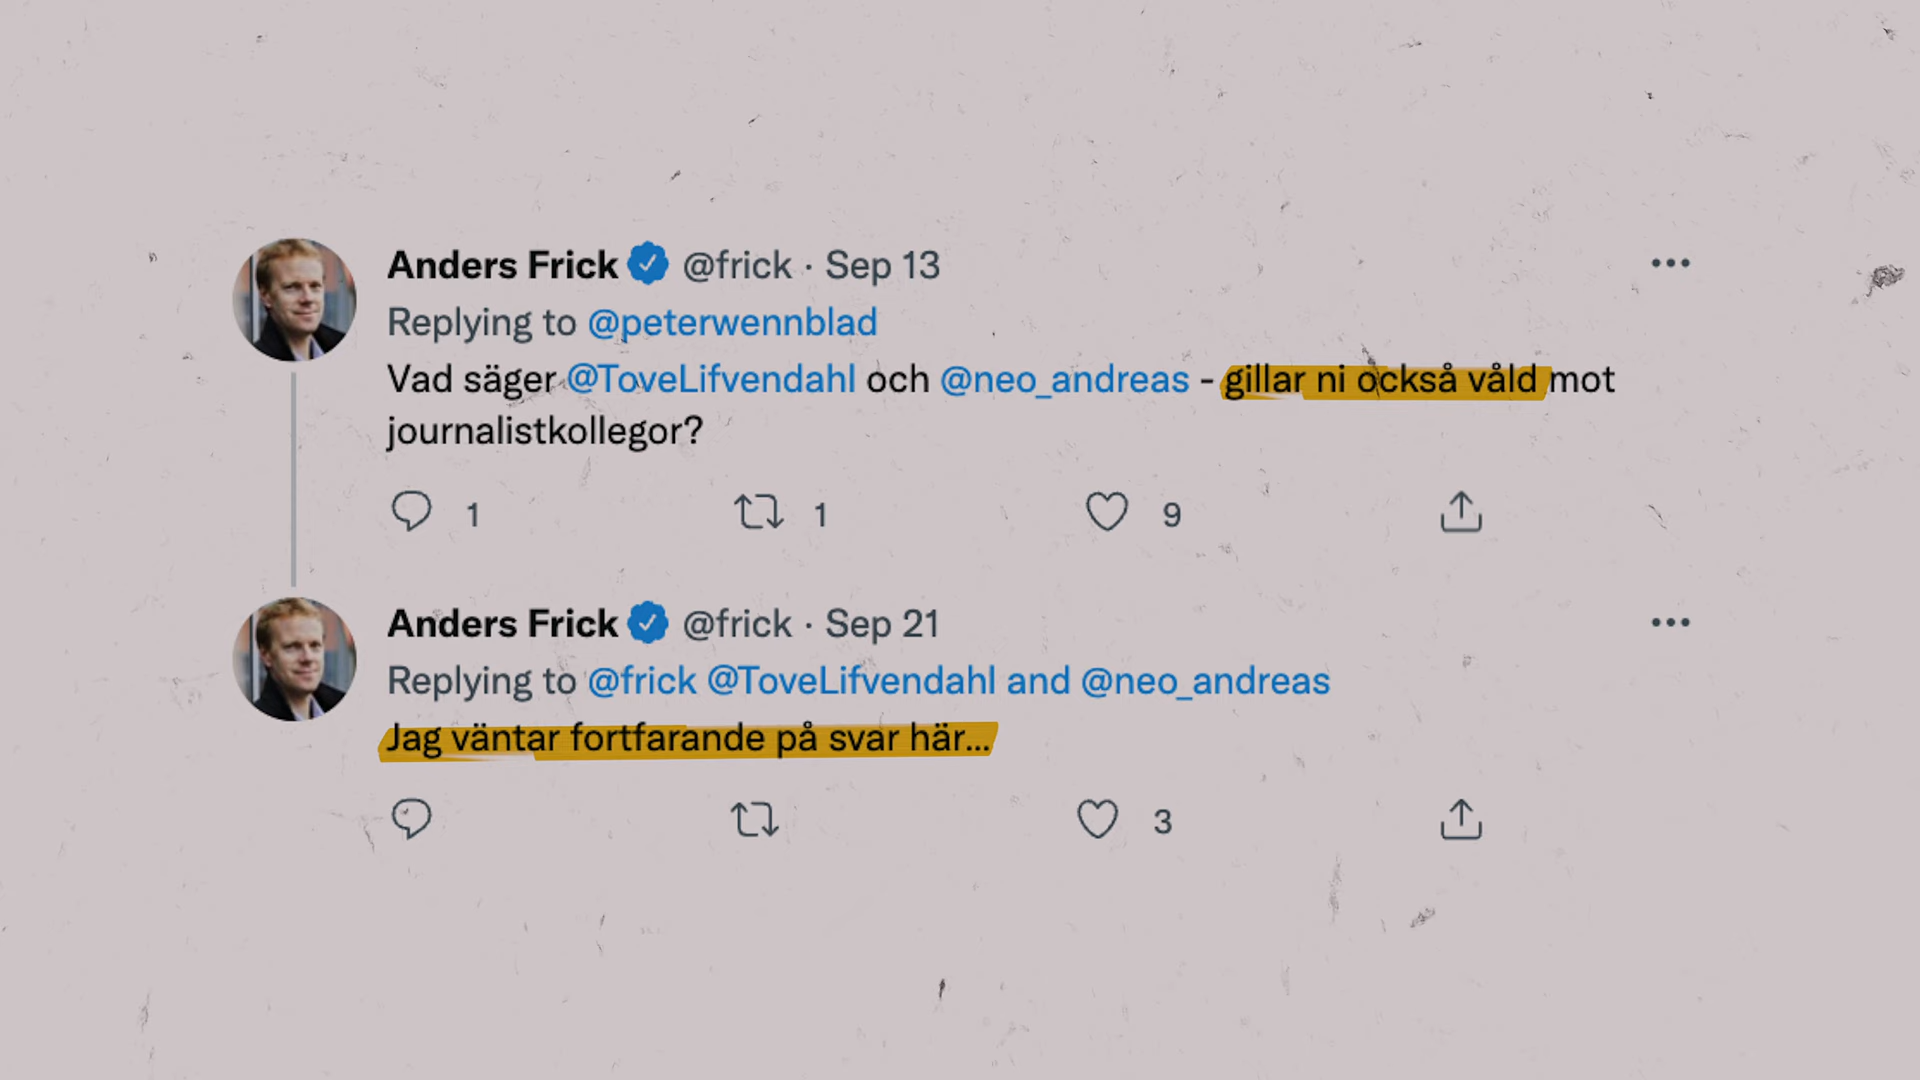 Anders Frick @frick · Sep 13
Replying to @peterwennblad
Vad säger @ToveLifvendahl och @neo_andreas - gillar ni också våld mot
journalistkollegor?
1 1 9
Anders Frick @frick · Sep 21
Replying to @frick @ToveLifvendahl and @neo_andreas
Jag väntar fortfarande på svar här...
3